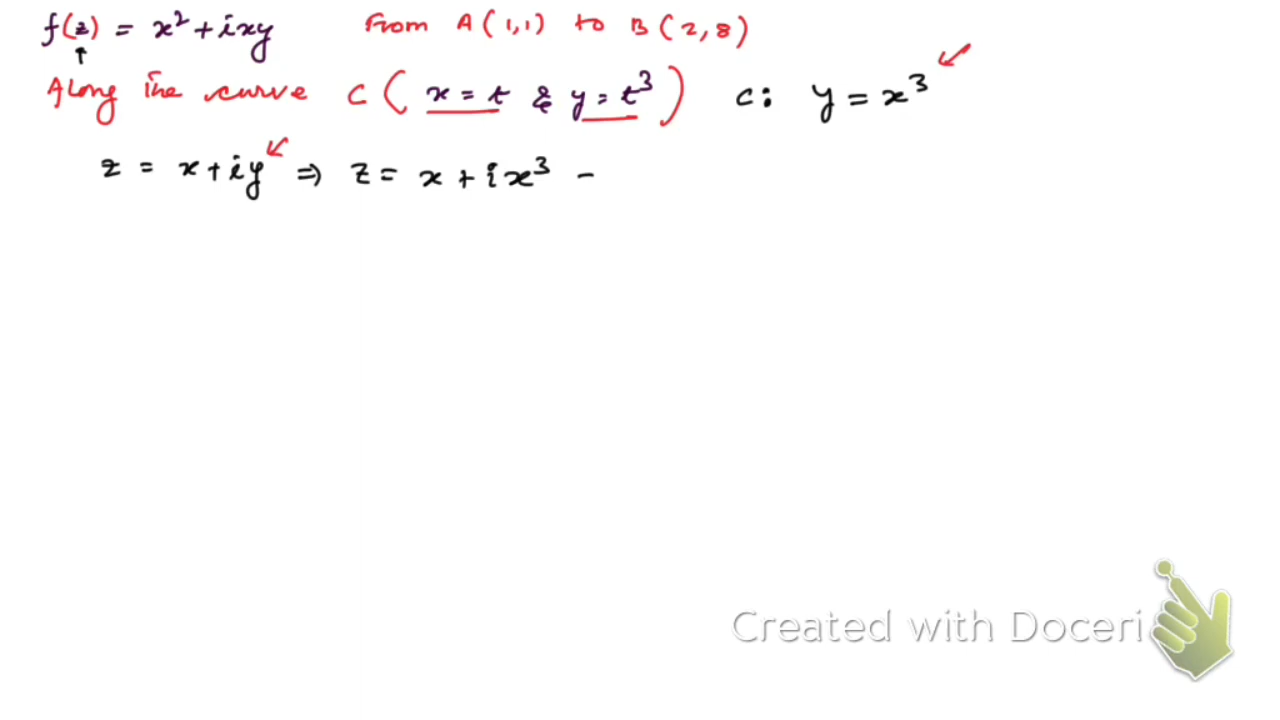 f(z) = x² + ixy From A(1,1) to B(2,8)
Along the curve C ( x = t & y = t³ ) C: y = x³
z = x + iy ⇒ z = x + ix³ -
Created with Doceri